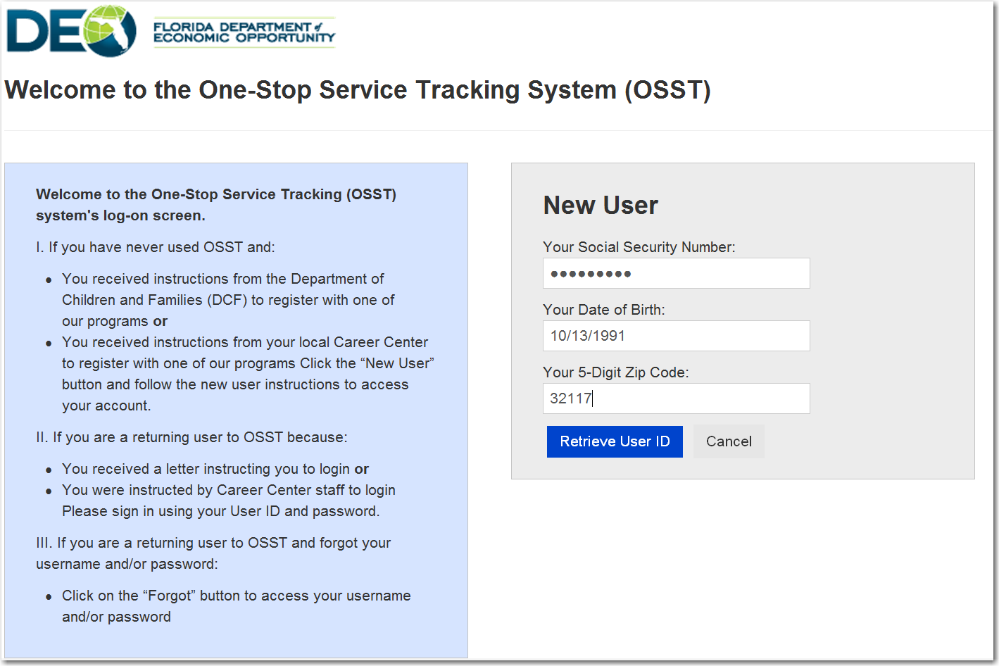 DEO
FLORIDA DEPARTMENT of
ECONOMIC OPPORTUNITY
Welcome to the One-Stop Service Tracking System (OSST)
Welcome to the One-Stop Service Tracking (OSST)
system's log-on screen.
I. If you have never used OSST and:
● You received instructions from the Department of
Children and Families (DCF) to register with one of
our programs or
● You received instructions from your local Career Center
to register with one of our programs Click the “New User”
button and follow the new user instructions to access
your account.
II. If you are a returning user to OSST because:
● You received a letter instructing you to login or
● You were instructed by Career Center staff to login
Please sign in using your User ID and password.
III. If you are a returning user to OSST and forgot your
username and/or password:
● Click on the “Forgot” button to access your username
and/or password
New User
Your Social Security Number:
●●●●●●●●●
Your Date of Birth:
10/13/1991
Your 5-Digit Zip Code:
32117
Retrieve User ID
Cancel